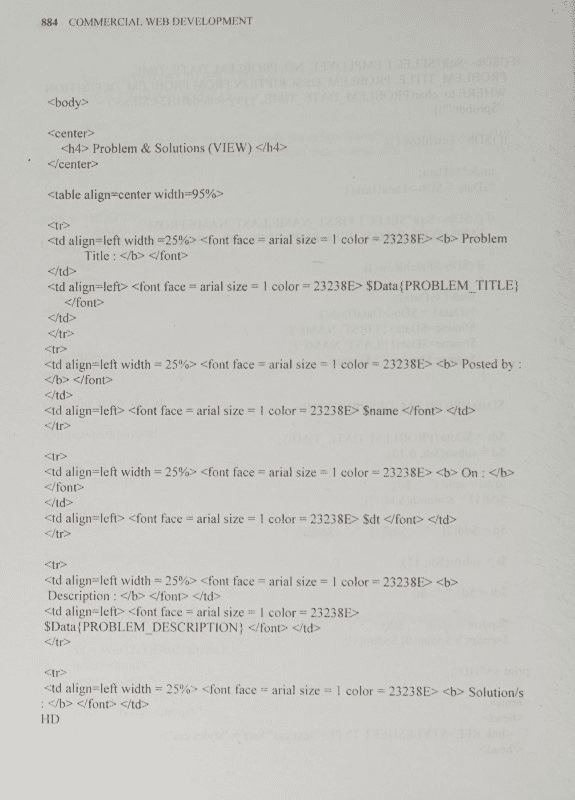 884 COMMERCIAL WEB DEVELOPMENT
<body>
<center>
<h4> Problem & Solutions (VIEW) </h4>
</center>
<table align=center width=95%>
<tr>
<td align=left width =25%> <font face = arial size = 1 color = 23238E> <b> Problem
Title : </b> </font>
</td>
<td align=left> <font face = arial size = 1 color = 23238E> $Data{PROBLEM_TITLE}
</font>
</td>
</tr>
<tr>
<td align=left width = 25%> <font face = arial size = 1 color = 23238E> <b> Posted by :
</b> </font>
</td>
<td align=left> <font face = arial size = 1 color = 23238E> $name </font> </td>
</tr>
<tr>
<td align=left width = 25%> <font face = arial size = 1 color = 23238E> <b> On : </b>
</font>
</td>
<td align=left> <font face = arial size = 1 color = 23238E> $dt </font> </td>
</tr>
<tr>
<td align=left width = 25%> <font face = arial size = 1 color = 23238E> <b>
Description : </b> </font> </td>
<td align=left> <font face = arial size = 1 color = 23238E>
$Data{PROBLEM_DESCRIPTION} </font> </td>
</tr>
<tr>
<td align=left width = 25%> <font face = arial size = 1 color = 23238E> <b> Solution/s
: </b> </font> </td>
HD